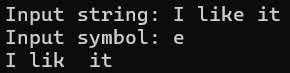 Input string: I like it
Input symbol: e
I lik  it